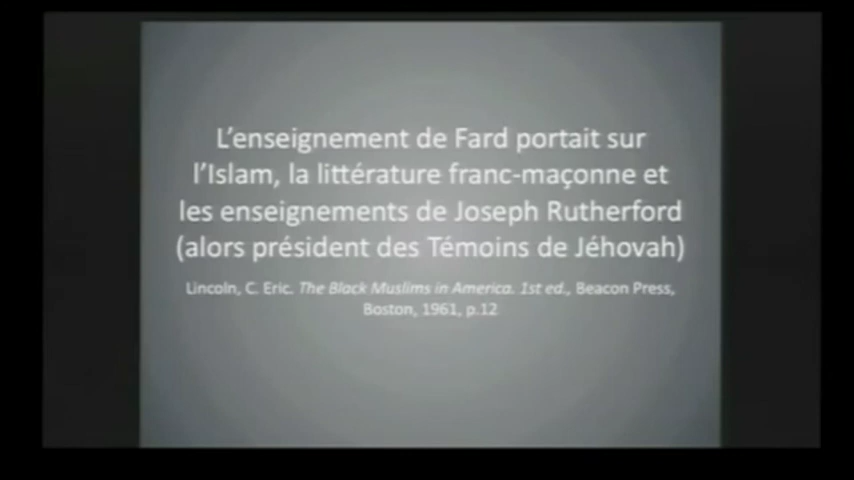 L'enseignement de Fard portait sur
l'Islam, la littérature franc-maçonne et
les enseignements de Joseph Rutherford
(alors président des Témoins de Jéhovah)
Lincoln, C. Eric. The Black Muslims in America. 1st ed., Beacon Press,
Boston, 1961, p.12